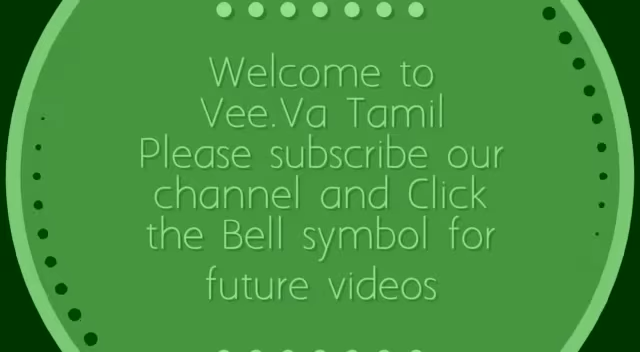 Welcome to
Vee.Va Tamil
Please subscribe our
channel and Click
the Bell symbol for
future videos